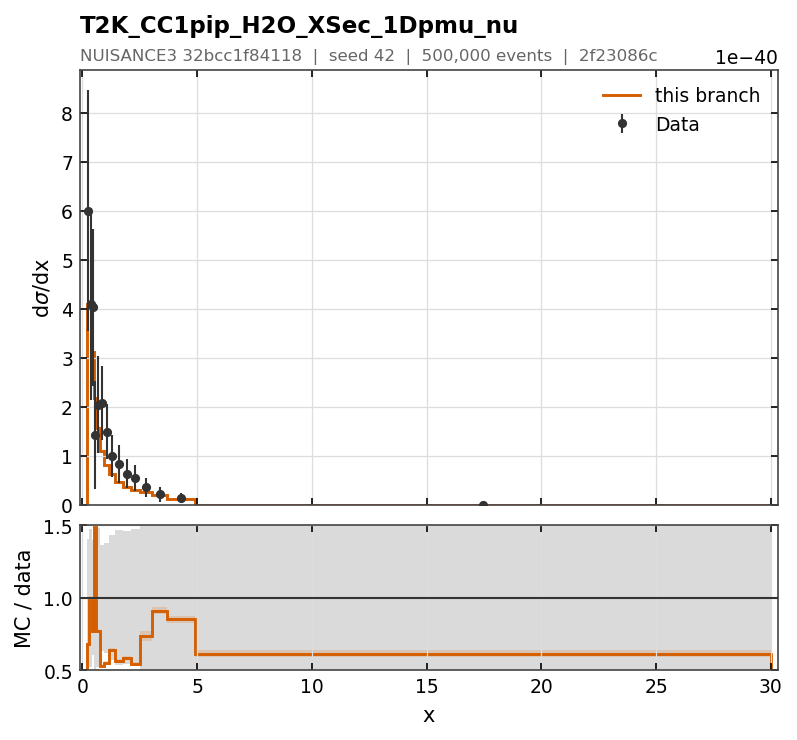 T2K_CC1pip_H2O_XSec_1Dpmu_nu
NUISANCE3 32bcc1f84118 | seed 42 | 500,000 events | 2f23086c
1e−40
this branch
Data
dσ/dx
8
7
6
5
4
3
2
1
0
MC / data
1.5
1.0
0.5
0 5 10 15 20 25 30
x